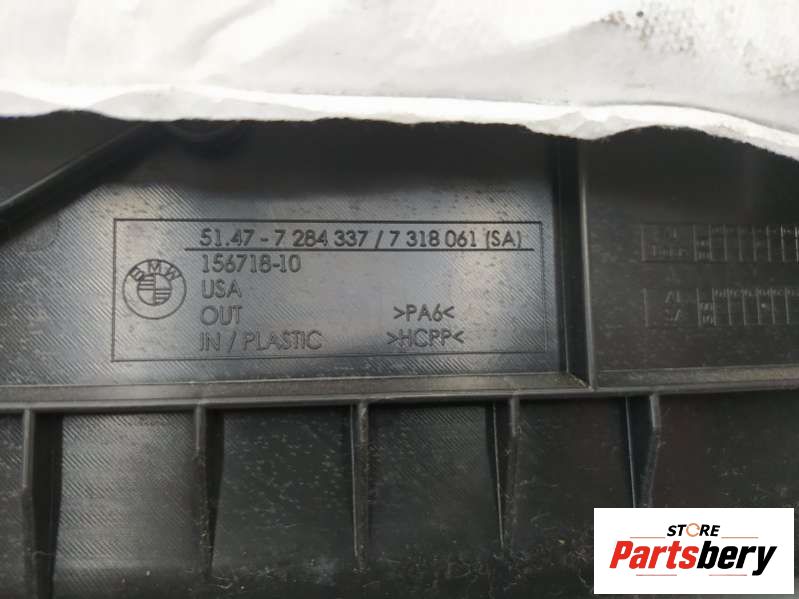 51.47 - 7 284 337 / 7 318 061 (SA)
BMW
156718-10
USA
OUT >PA6<
IN / PLASTIC >HCPP<
STORE
Partsbery